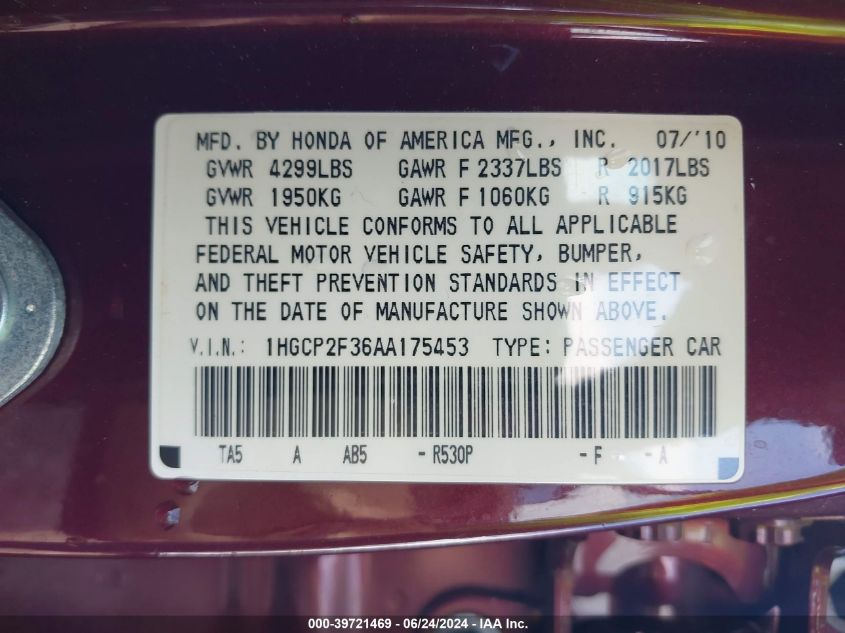 MFD. BY HONDA OF AMERICA MFG., INC. 07/'10
GVWR 4299LBS GAWR F 2337LBS R 2017LBS
GVWR 1950KG GAWR F 1060KG R 915KG
THIS VEHICLE CONFORMS TO ALL APPLICABLE
FEDERAL MOTOR VEHICLE SAFETY, BUMPER,
AND THEFT PREVENTION STANDARDS IN EFFECT
ON THE DATE OF MANUFACTURE SHOWN ABOVE.
V.I.N.: 1HGCP2F36AA175453 TYPE: PASSENGER CAR
TA5 A AB5 - R530P - F - A
000-39721469 - 06/24/2024 - IAA Inc.